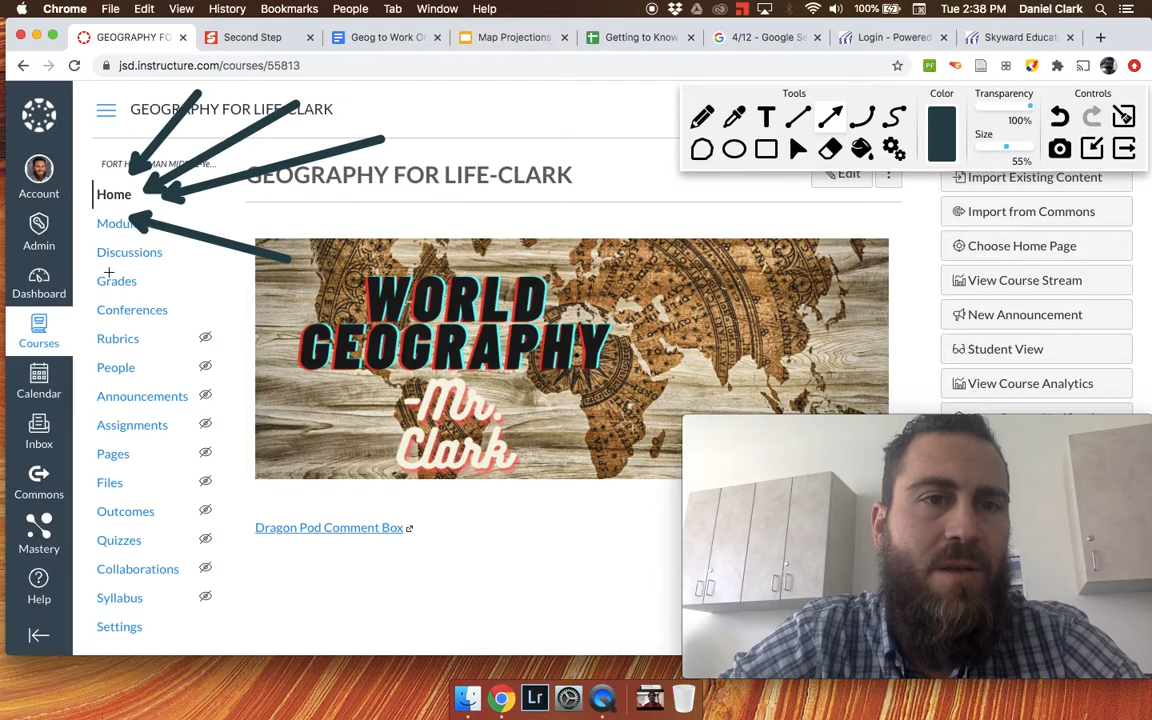 Chrome File Edit View History Bookmarks People Tab Window Help 100% Tue 2:38 PM Daniel Clark
GEOGRAPHY FO
Second Step
Geog to Work O
Map Projections
Getting to Know
4/12 - Google Se
Login - Powered
Skyward Educat
jsd.instructure.com/courses/55813
PF
Tools
Color
Transparency
100%
Size
55%
Controls
T
Account
Admin
Dashboard
Courses
Calendar
Inbox
Commons
Mastery
Help
GEOGRAPHY FOR LIFE-CLARK
Home
Discussions
Grades
Conferences
Rubrics
People
Announcements
Assignments
Pages
Files
Outcomes
Quizzes
Collaborations
Syllabus
Settings
GEOGRAPHY FOR LIFE-CLARK
Edit
WORLD
GEOGRAPHY
-Mr.
Clark
Dragon Pod Comment Box
Import Existing Content
Import from Commons
Choose Home Page
View Course Stream
New Announcement
Student View
View Course Analytics
Lr